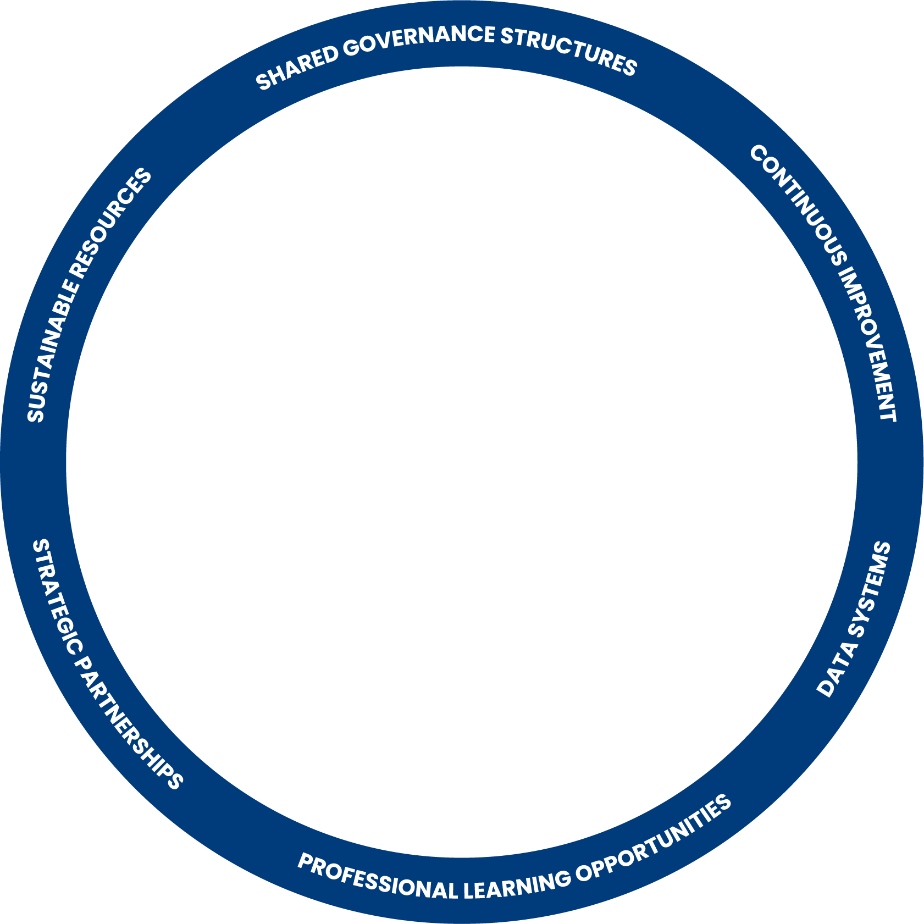 SHARED GOVERNANCE STRUCTURES
CONTINUOUS IMPROVEMENT
DATA SYSTEMS
PROFESSIONAL LEARNING OPPORTUNITIES
STRATEGIC PARTNERSHIPS
SUSTAINABLE RESOURCES